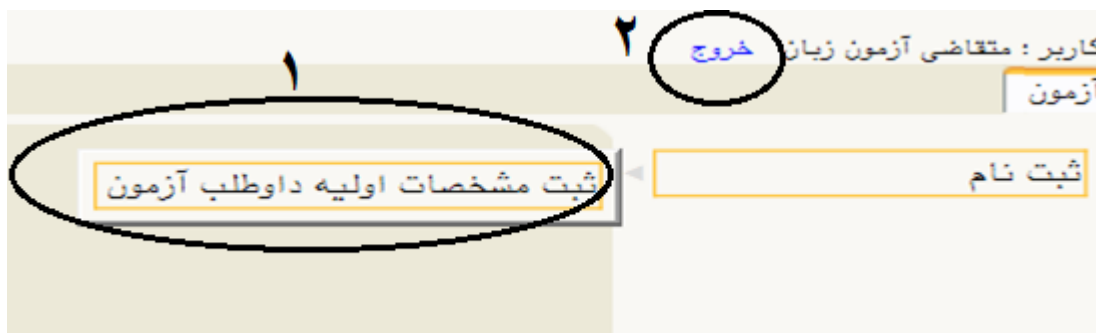 کاربر : متقاضی آزمون زبان خروج ۲
آزمون
۱
ثبت نام
ثبت مشخصات اولیه داوطلب آزمون